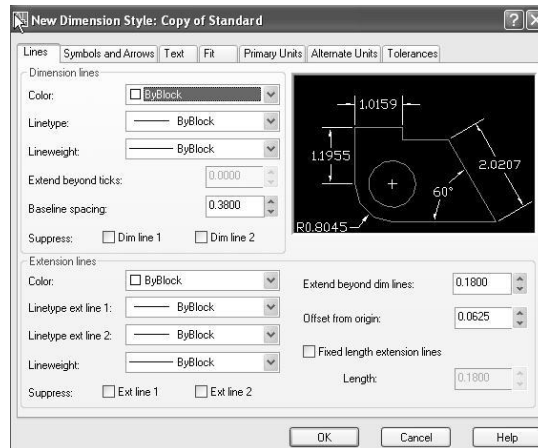 New Dimension Style: Copy of Standard
Lines Symbols and Arrows Text Fit Primary Units Alternate Units Tolerances
Dimension lines
Color: ByBlock
Linetype: ByBlock
Lineweight: ByBlock
Extend beyond ticks: 0.0000
Baseline spacing: 0.3800
Suppress: Dim line 1 Dim line 2
1.0159
1.1955
2.0207
60°
R0.8045
Extension lines
Color: ByBlock
Linetype ext line 1: ByBlock
Linetype ext line 2: ByBlock
Lineweight: ByBlock
Suppress: Ext line 1 Ext line 2
Extend beyond dim lines: 0.1800
Offset from origin: 0.0625
Fixed length extension lines
Length: 0.1800
OK Cancel Help